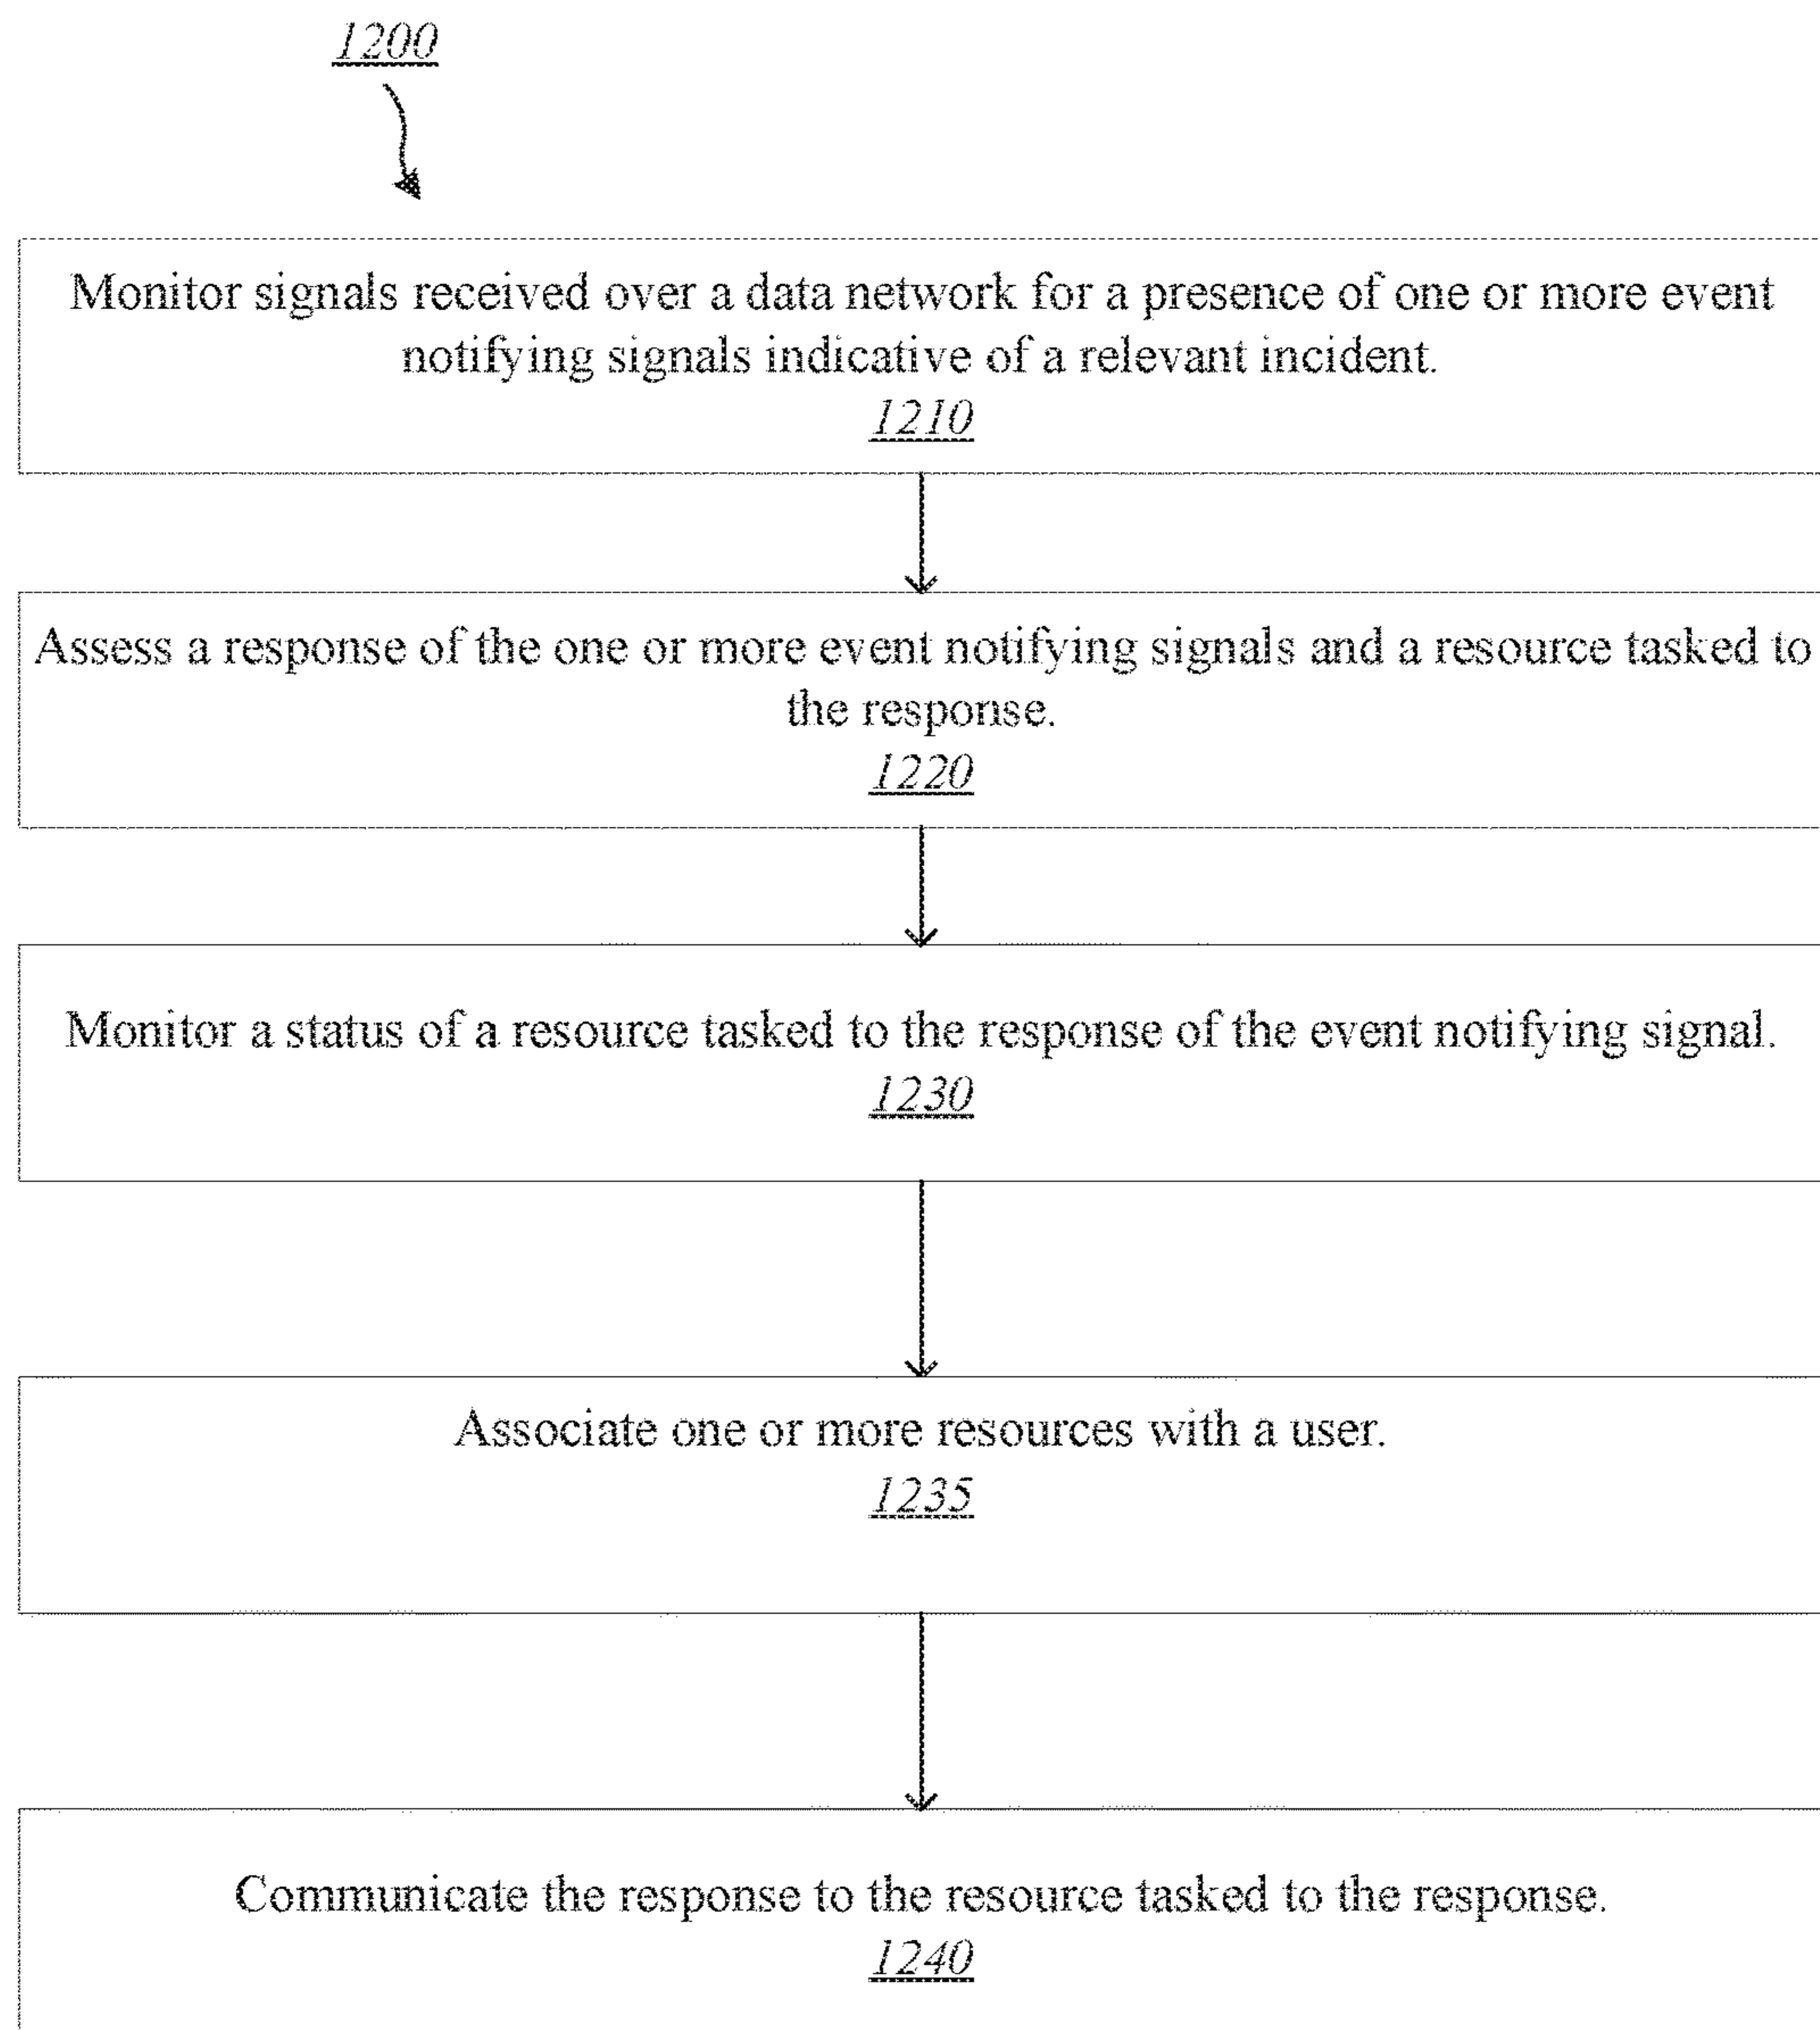 1200
Monitor signals received over a data network for a presence of one or more event
notifying signals indicative of a relevant incident.
1210
Assess a response of the one or more event notifying signals and a resource tasked to
the response.
1220
Monitor a status of a resource tasked to the response of the event notifying signal.
1230
Associate one or more resources with a user.
1235
Communicate the response to the resource tasked to the response.
1240